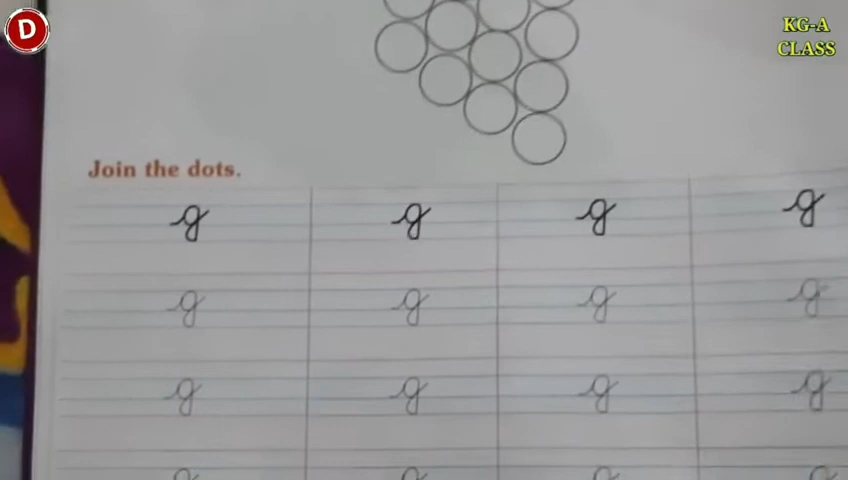 D
KG-A
CLASS
Join the dots.
g g g g
g g g g
g g g g